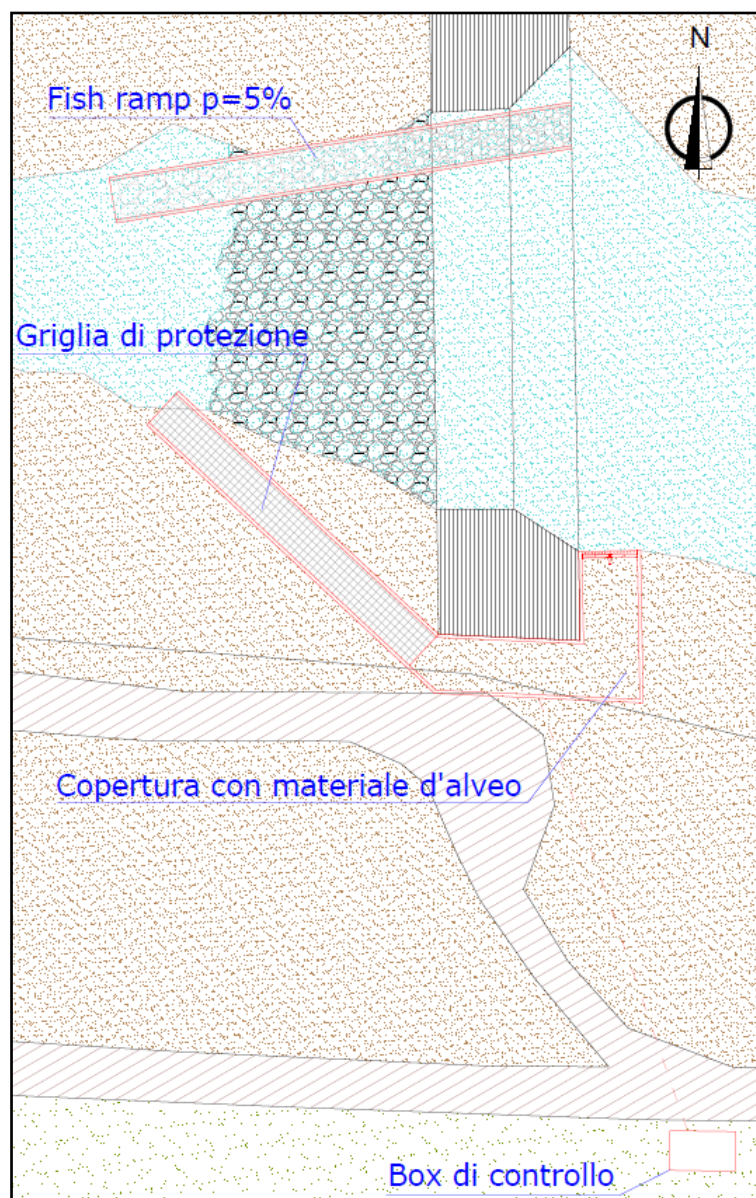 N
Fish ramp p=5%
Griglia di protezione
Copertura con materiale d'alveo
Box di controllo